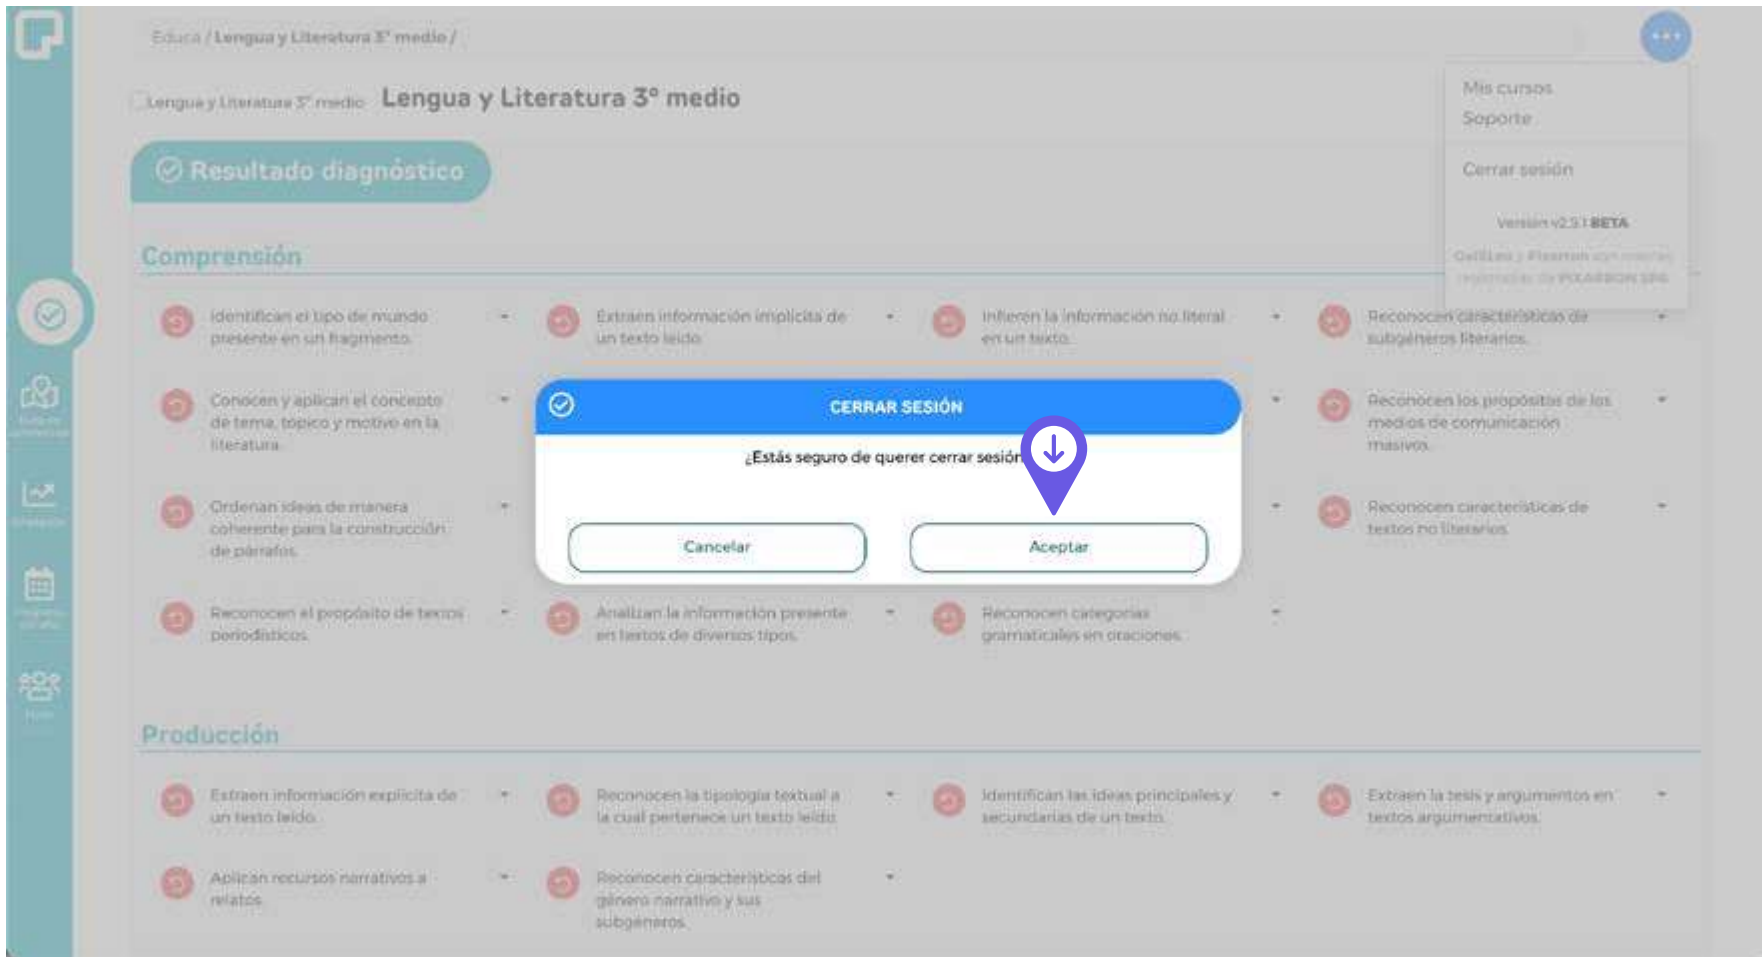 Educa / Lengua y Literatura 3° medio /
Lengua y Literatura 3° medio
Lengua y Literatura 3° medio
Mis cursos
Soporte
Cerrar sesión
Versión v2.5.1 BETA
Resultado diagnóstico
Comprensión
Identifican el tipo de mundo
presente en un fragmento.
Extraen información implícita de
un texto leído.
Infieren la información no literal
en un texto.
Reconocen características de
subgéneros literarios.
Conocen y aplican el concepto
de tema, tópico y motivo en la
literatura.
Reconocen los propósitos de los
medios de comunicación
masivos.
CERRAR SESIÓN
¿Estás seguro de querer cerrar sesión
Cancelar
Aceptar
Ordenan ideas de manera
coherente para la construcción
de párrafos.
Reconocen características de
textos no literarios.
Reconocen el propósito de textos
periodísticos.
Analizan la información presente
en textos de diversos tipos.
Reconocen categorías
gramaticales en oraciones.
Producción
Extraen información explícita de
un texto leído.
Reconocen la tipología textual a
la cual pertenece un texto leído.
Identifican las ideas principales y
secundarias de un texto.
Extraen la tesis y argumentos en
textos argumentativos.
Aplican recursos narrativos a
relatos.
Reconocen características del
género narrativo y sus
subgéneros.